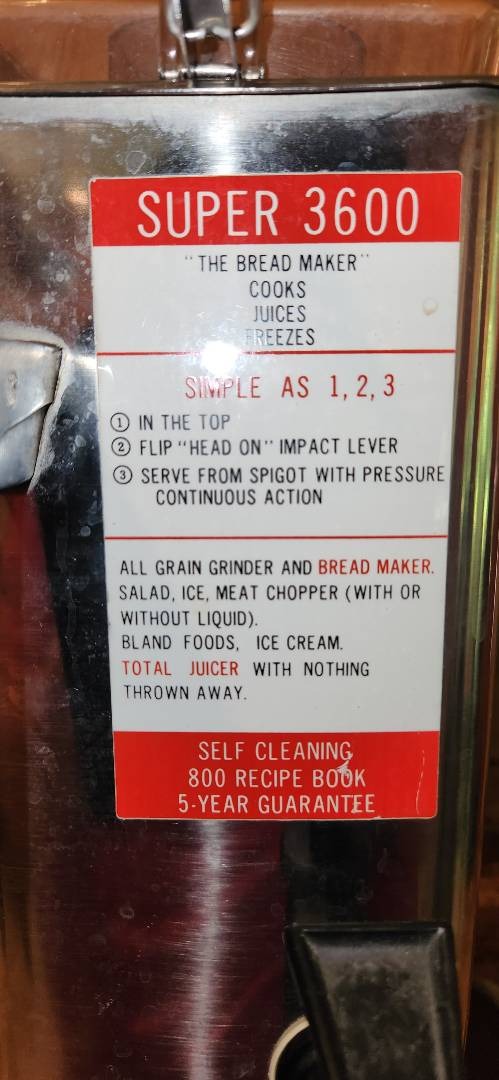 SUPER 3600
"THE BREAD MAKER"
COOKS
JUICES
FREEZES
SIMPLE AS 1, 2, 3
① IN THE TOP
② FLIP "HEAD ON" IMPACT LEVER
③ SERVE FROM SPIGOT WITH PRESSURE
CONTINUOUS ACTION
ALL GRAIN GRINDER AND BREAD MAKER.
SALAD, ICE, MEAT CHOPPER (WITH OR
WITHOUT LIQUID).
BLAND FOODS, ICE CREAM.
TOTAL JUICER WITH NOTHING
THROWN AWAY.
SELF CLEANING
800 RECIPE BOOK
5-YEAR GUARANTEE